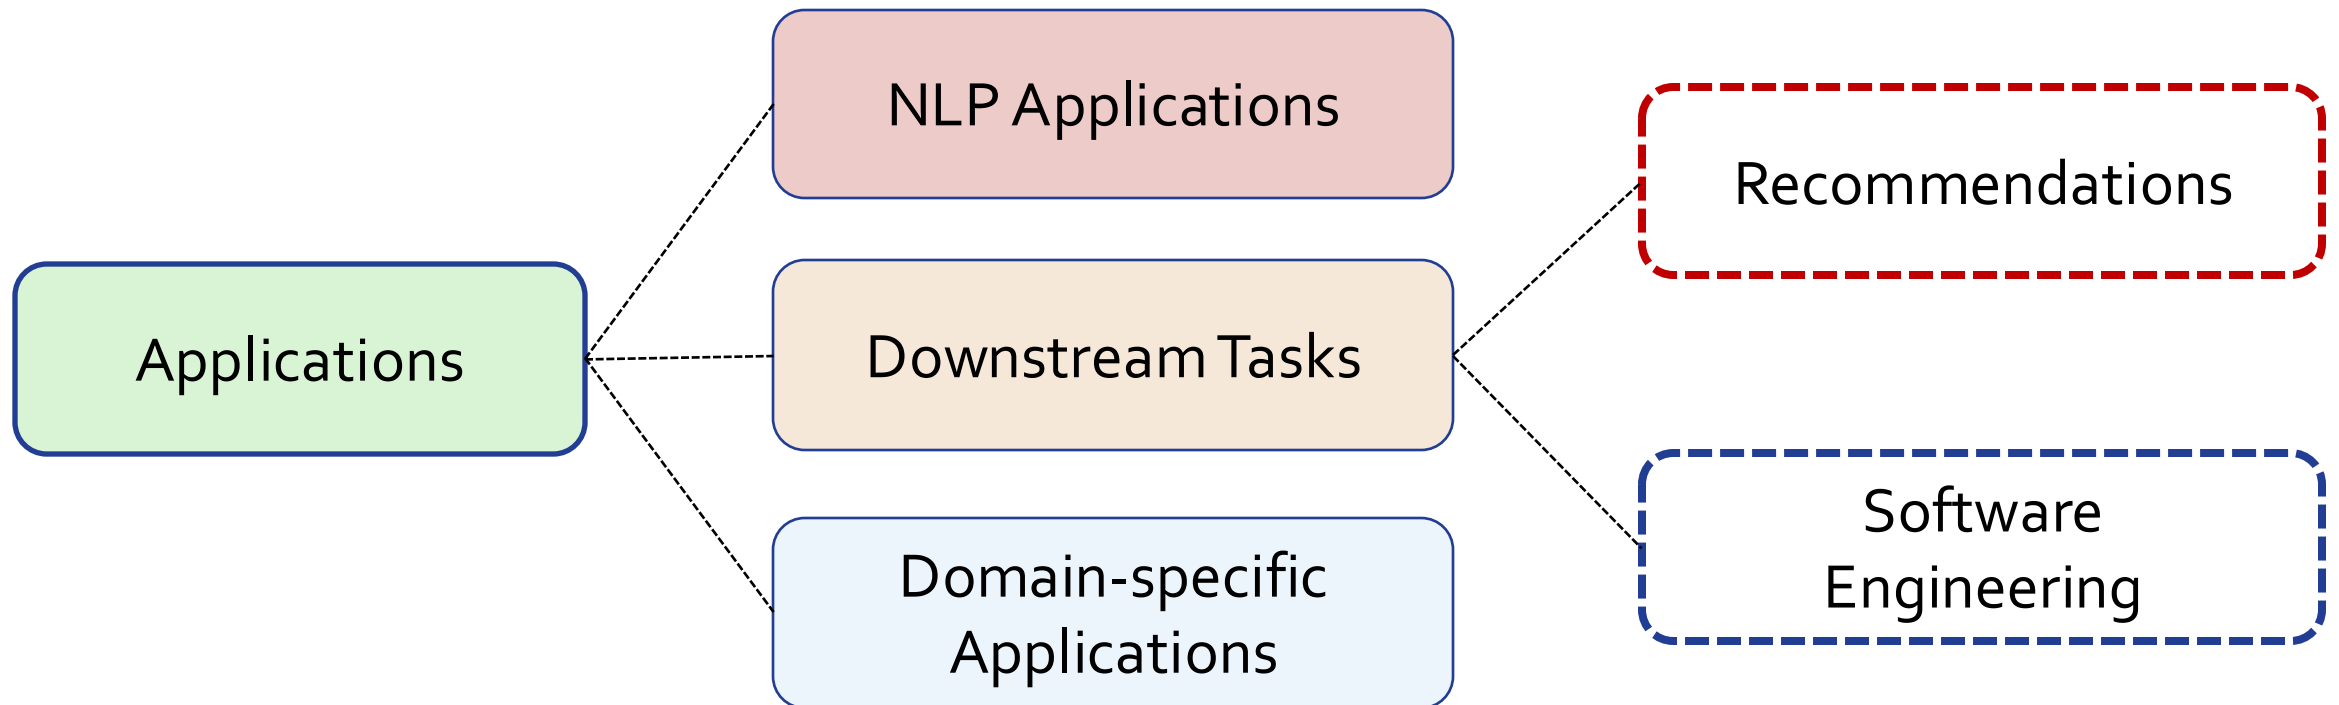 Applications
NLP Applications
Downstream Tasks
Domain-specific
Applications
Recommendations
Software
Engineering